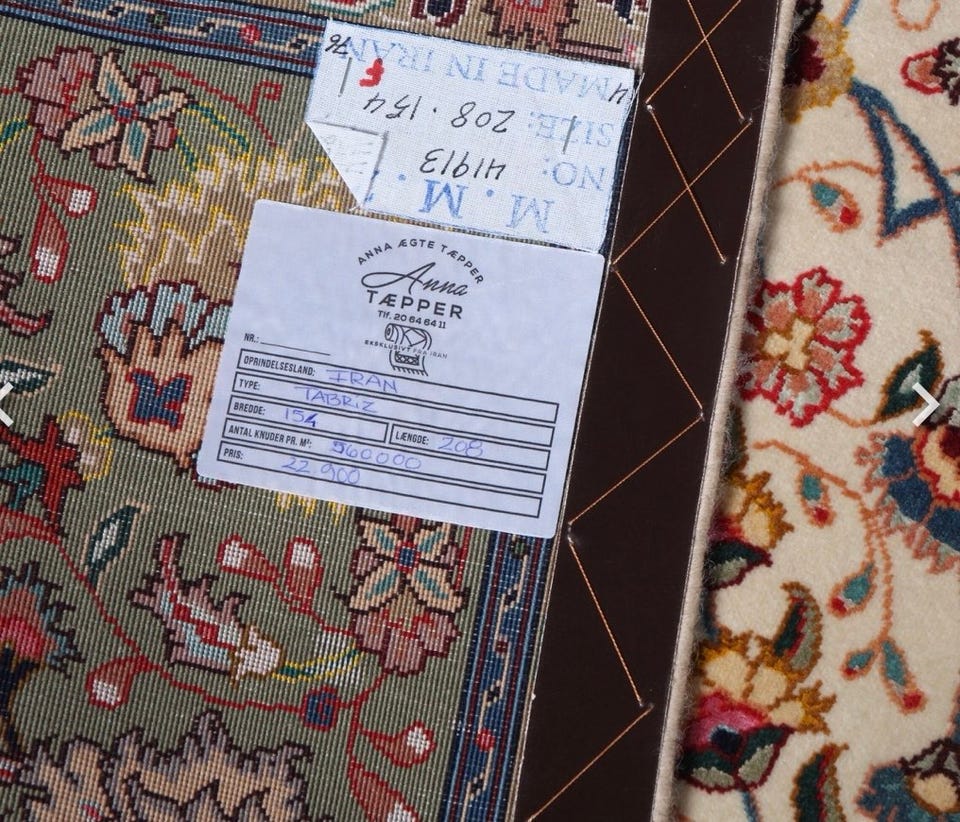 MADE IN IRAN
76
F
SIZE: 208 . 154
NO: 41913
M . M .
ANNA ÆGTE TÆPPER
Anna
TÆPPER
Tlf. 20 64 64 11
EKSKLUSIVT FRA IRAN
NR.:
OPRINDELSESLAND: IRAN
TYPE: TABRIZ
BREDDE: 154
LÆNGDE: 208
ANTAL KNUDER PR. M²: 560000
PRIS: 22.900